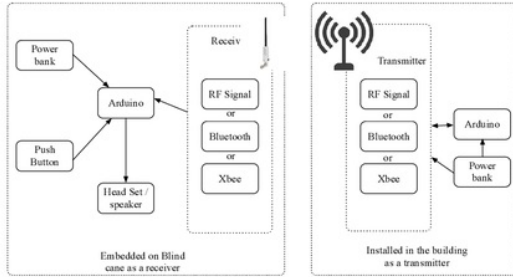 Power
bank
Arduino
Push
Button
Head Set /
speaker
Receiv
RF Signal
or
Bluetooth
or
Xbee
Embedded on Blind
cane as a receiver
Transmitter
RF Signal
or
Bluetooth
or
Xbee
Arduino
Power
bank
Installed in the building
as a transmitter